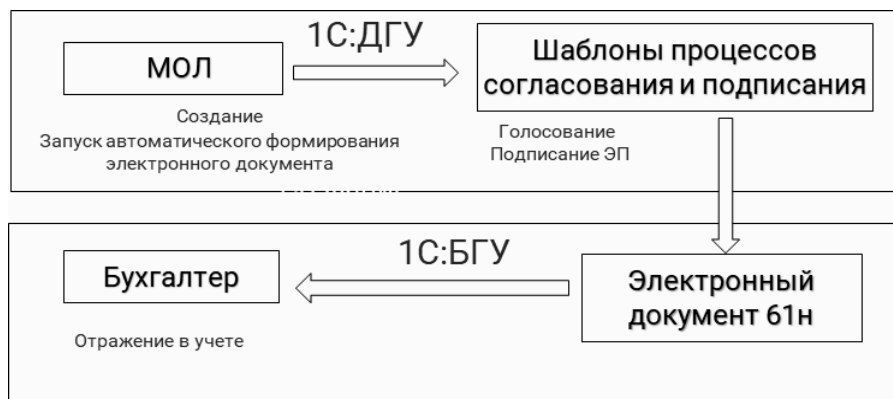 1С:ДГУ
МОЛ
Создание
Запуск автоматического формирования
электронного документа
Шаблоны процессов
согласования и подписания
Голосование
Подписание ЭП
1С:БГУ
Электронный
документ 61н
Бухгалтер
Отражение в учете